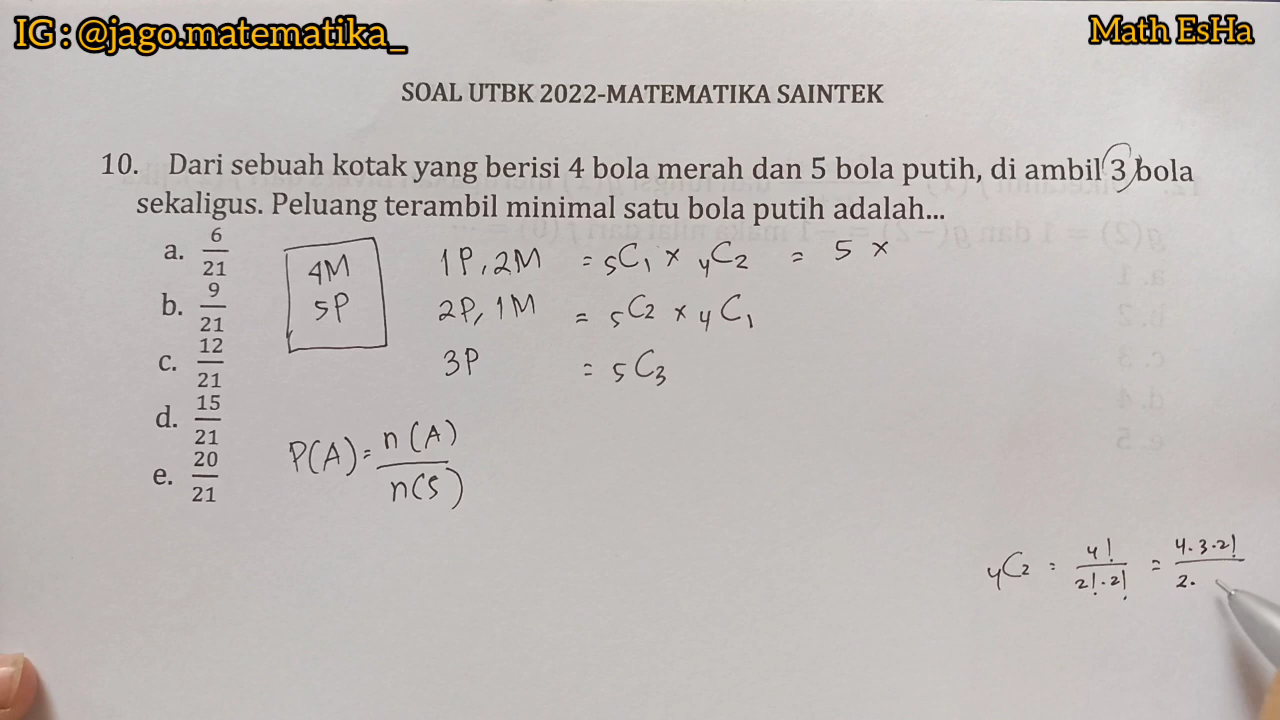 IG : @jago.matematika_
Math EsHa
SOAL UTBK 2022-MATEMATIKA SAINTEK
10. Dari sebuah kotak yang berisi 4 bola merah dan 5 bola putih, di ambil 3 bola
sekaligus. Peluang terambil minimal satu bola putih adalah...
a. 6/21
b. 9/21
c. 12/21
d. 15/21
e. 20/21
4M
5P
1P, 2M = 5C1 × 4C2 = 5 ×
2P, 1M = 5C2 × 4C1
3P = 5C3
P(A) = n(A)/n(S)
4C2 = 4!/2!.2! = 4.3.2!/2.